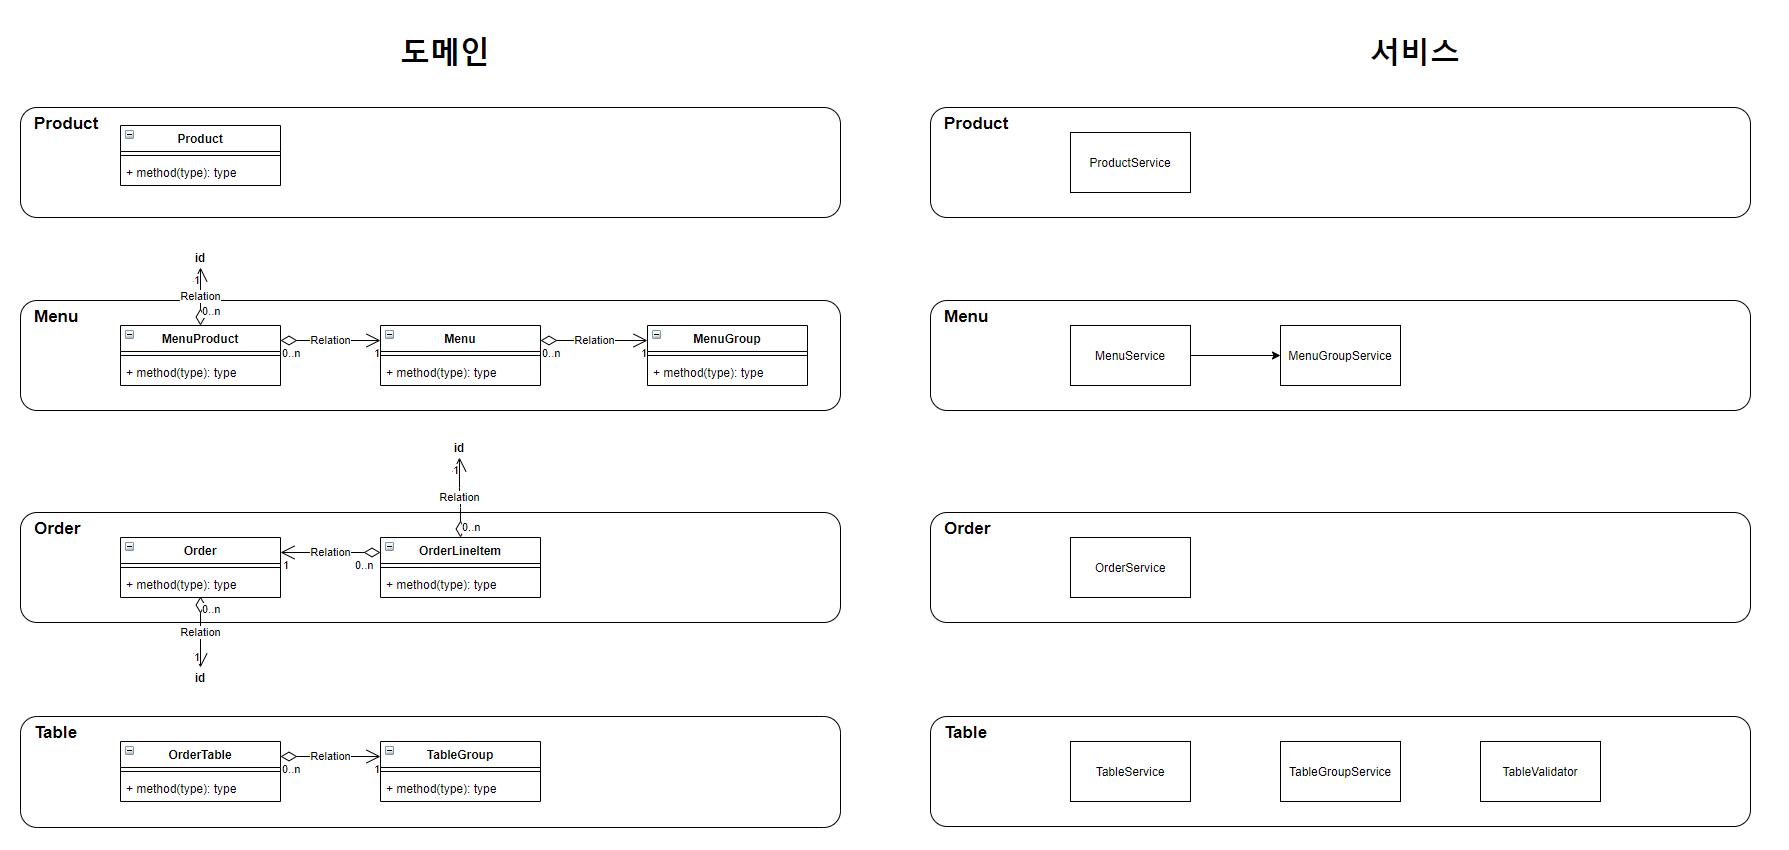 도메인
서비스
Product
Product
+ method(type): type
Product
ProductService
id
1
Relation
0..n
Menu
MenuProduct
+ method(type): type
Relation
0..n
1
Menu
+ method(type): type
Relation
0..n
1
MenuGroup
+ method(type): type
Menu
MenuService
MenuGroupService
id
1
Relation
0..n
Order
Order
+ method(type): type
Relation
1
0..n
OrderLineItem
+ method(type): type
0..n
Relation
1
id
Order
OrderService
Table
OrderTable
+ method(type): type
Relation
0..n
1
TableGroup
+ method(type): type
Table
TableService
TableGroupService
TableValidator